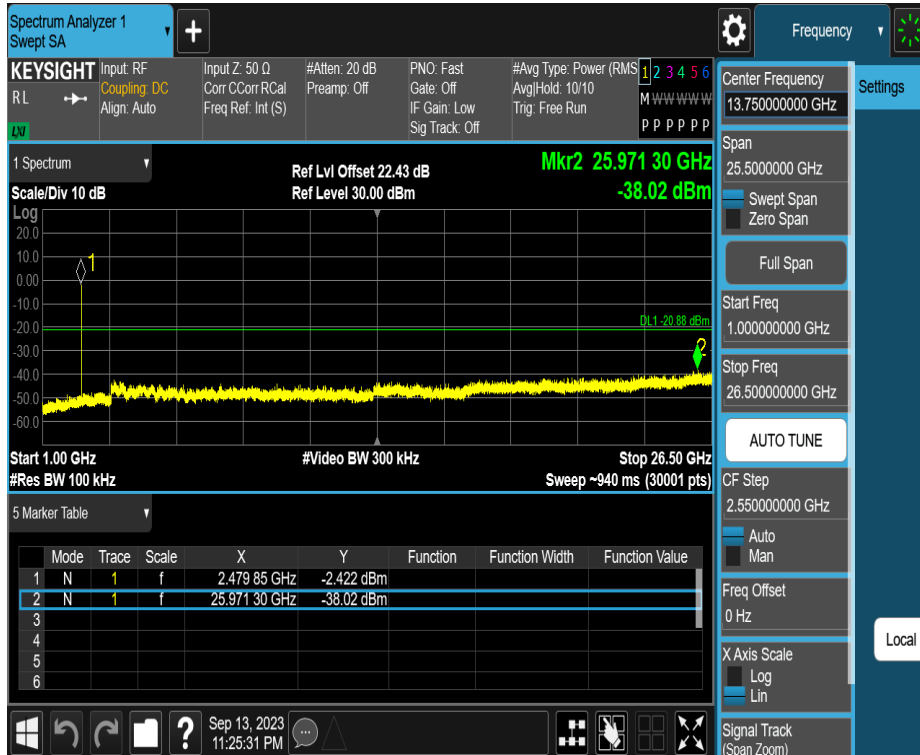 Spectrum Analyzer 1
Swept SA
+
Frequency
KEYSIGHT
R L
LXI
Input: RF
Coupling: DC
Align: Auto
Input Z: 50 Ω
Corr CCorr RCal
Freq Ref: Int (S)
#Atten: 20 dB
Preamp: Off
PNO: Fast
Gate: Off
IF Gain: Low
Sig Track: Off
#Avg Type: Power (RMS
Avg|Hold: 10/10
Trig: Free Run
1 2 3 4 5 6
M W W W W W
P P P P P P
1 Spectrum
Scale/Div 10 dB
Ref Lvl Offset 22.43 dB
Ref Level 30.00 dBm
Mkr2 25.971 30 GHz
-38.02 dBm
Log
20.0
10.0
0.00
-10.0
-20.0
-30.0
-40.0
-50.0
-60.0
1
DL1 -20.88 dBm
2
Start 1.00 GHz
#Res BW 100 kHz
#Video BW 300 kHz
Stop 26.50 GHz
Sweep ~940 ms (30001 pts)
5 Marker Table
Mode Trace Scale X Y Function Function Width Function Value
1 N 1 f 2.479 85 GHz -2.422 dBm
2 N 1 f 25.971 30 GHz -38.02 dBm
3
4
5
6
?
Sep 13, 2023
11:25:31 PM
Center Frequency
13.750000000 GHz
Span
25.5000000 GHz
Swept Span
Zero Span
Full Span
Start Freq
1.000000000 GHz
Stop Freq
26.500000000 GHz
AUTO TUNE
CF Step
2.550000000 GHz
Auto
Man
Freq Offset
0 Hz
X Axis Scale
Log
Lin
Signal Track
(Span Zoom)
Settings
Local